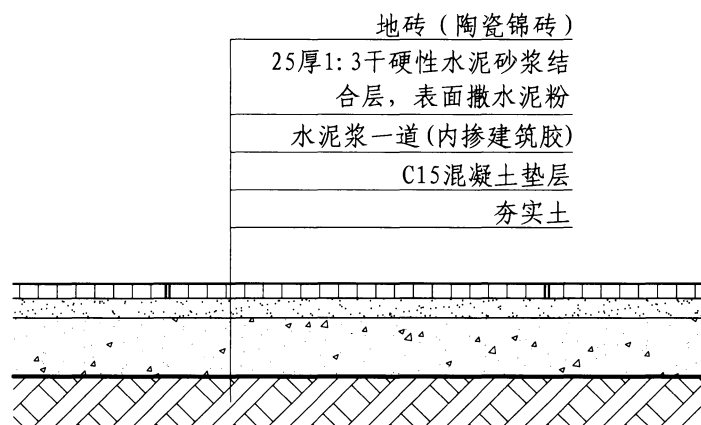 地砖（陶瓷锦砖）
25厚1:3干硬性水泥砂浆结
合层，表面撒水泥粉
水泥浆一道(内掺建筑胶)
C15混凝土垫层
夯实土